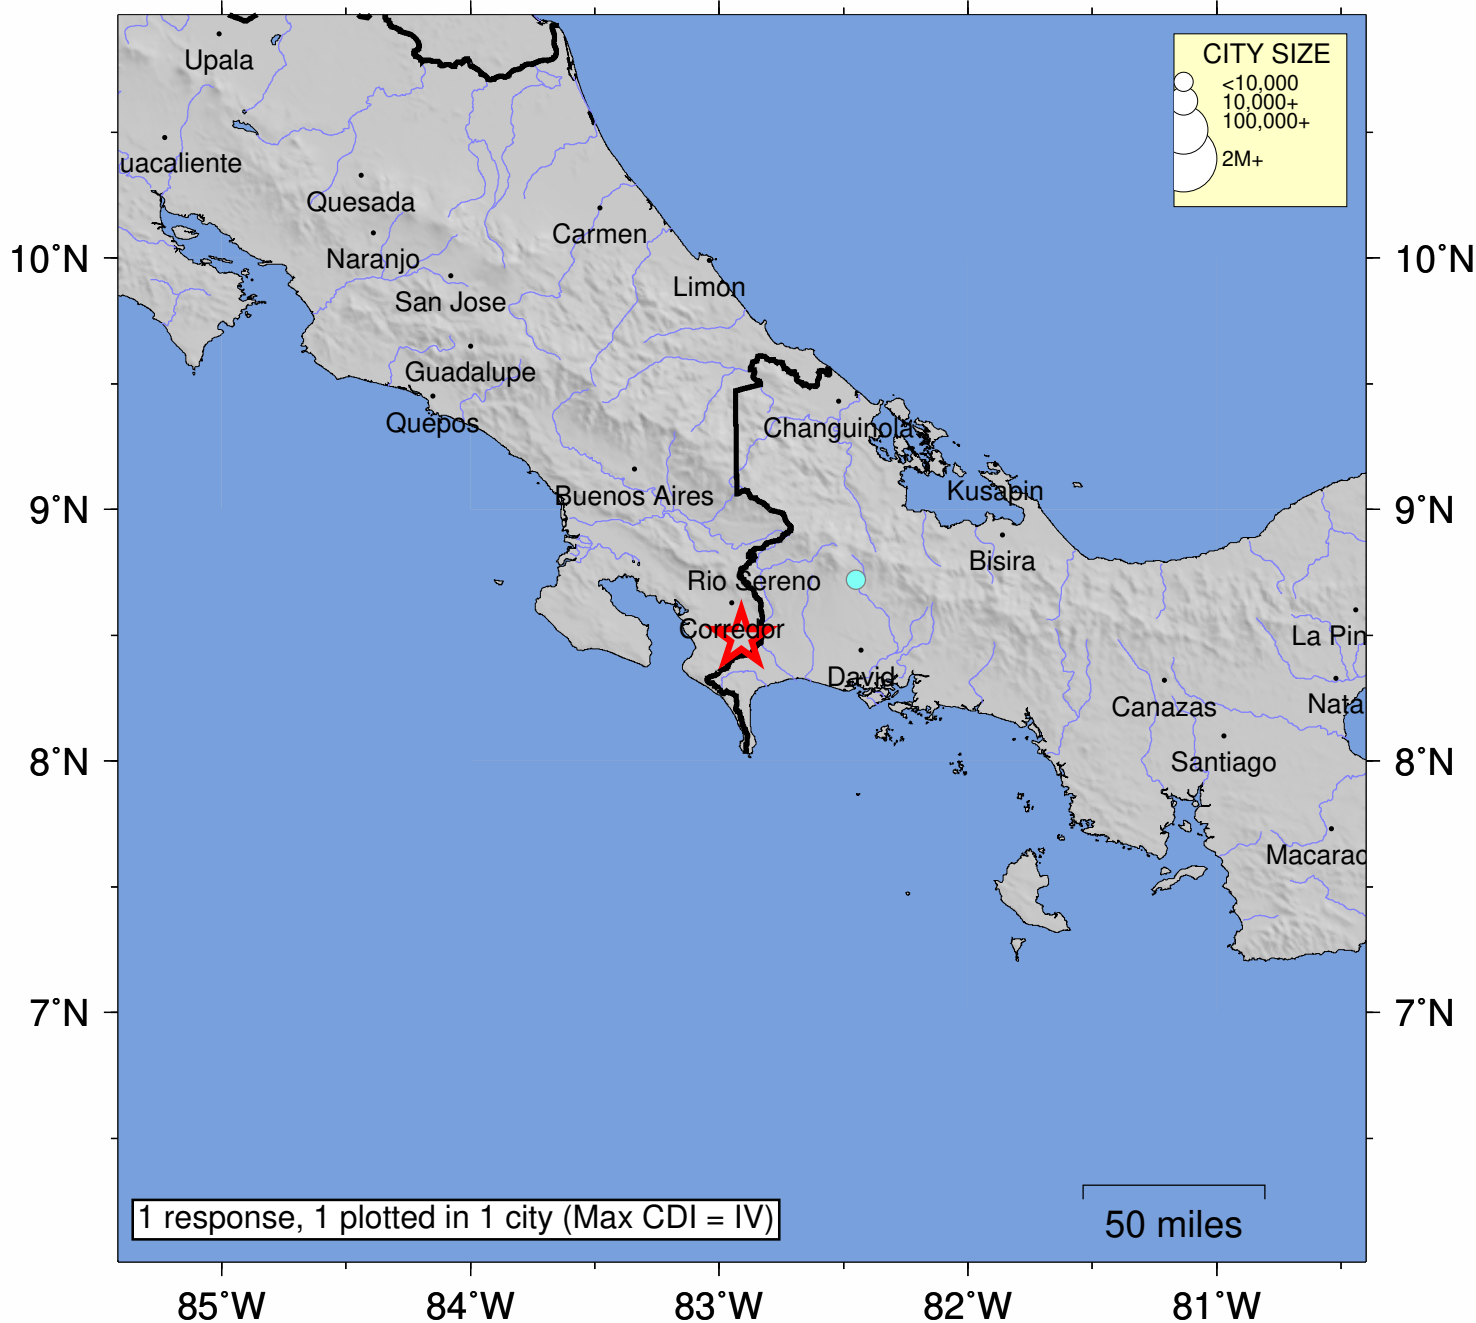 CITY SIZE
<10,000
10,000+
100,000+
2M+
Upala
uacaliente
Quesada
Carmen
Naranjo
10°N
10°N
Limon
San Jose
Guadalupe
Quepos
Changuinola
Buenos Aires
Kusapin
9°N
9°N
Bisira
Rio Sereno
Corredor
La Pin
David
Canazas
Nata
8°N
8°N
Santiago
Macarac
7°N
7°N
1 response, 1 plotted in 1 city (Max CDI = IV)
50 miles
85°W
84°W
83°W
82°W
81°W